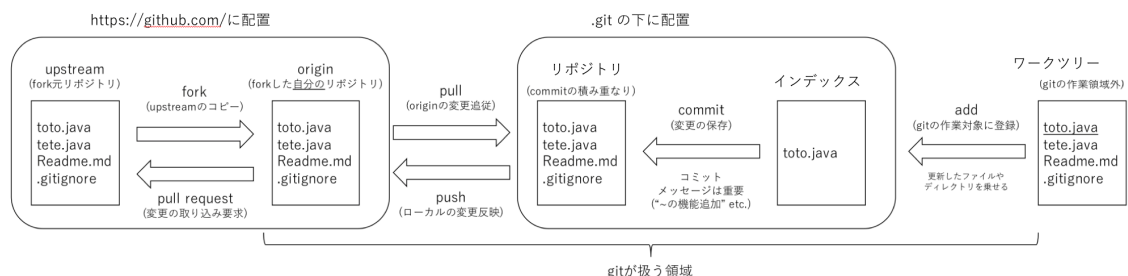 https://github.com/に配置
.git の下に配置
upstream
(fork元リポジトリ)
toto.java
tete.java
Readme.md
.gitignore
fork
(upstreamのコピー)
pull request
(変更の取り込み要求)
origin
(forkした自分のリポジトリ)
toto.java
tete.java
Readme.md
.gitignore
pull
(originの変更追従)
push
(ローカルの変更反映)
リポジトリ
(commitの積み重なり)
toto.java
tete.java
Readme.md
.gitignore
commit
(変更の保存)
コミット
メッセージは重要
(“~の機能追加” etc.)
インデックス
toto.java
add
(gitの作業対象に登録)
更新したファイルや
ディレクトリを乗せる
ワークツリー
(gitの作業領域外)
toto.java
tete.java
Readme.md
.gitignore
gitが扱う領域